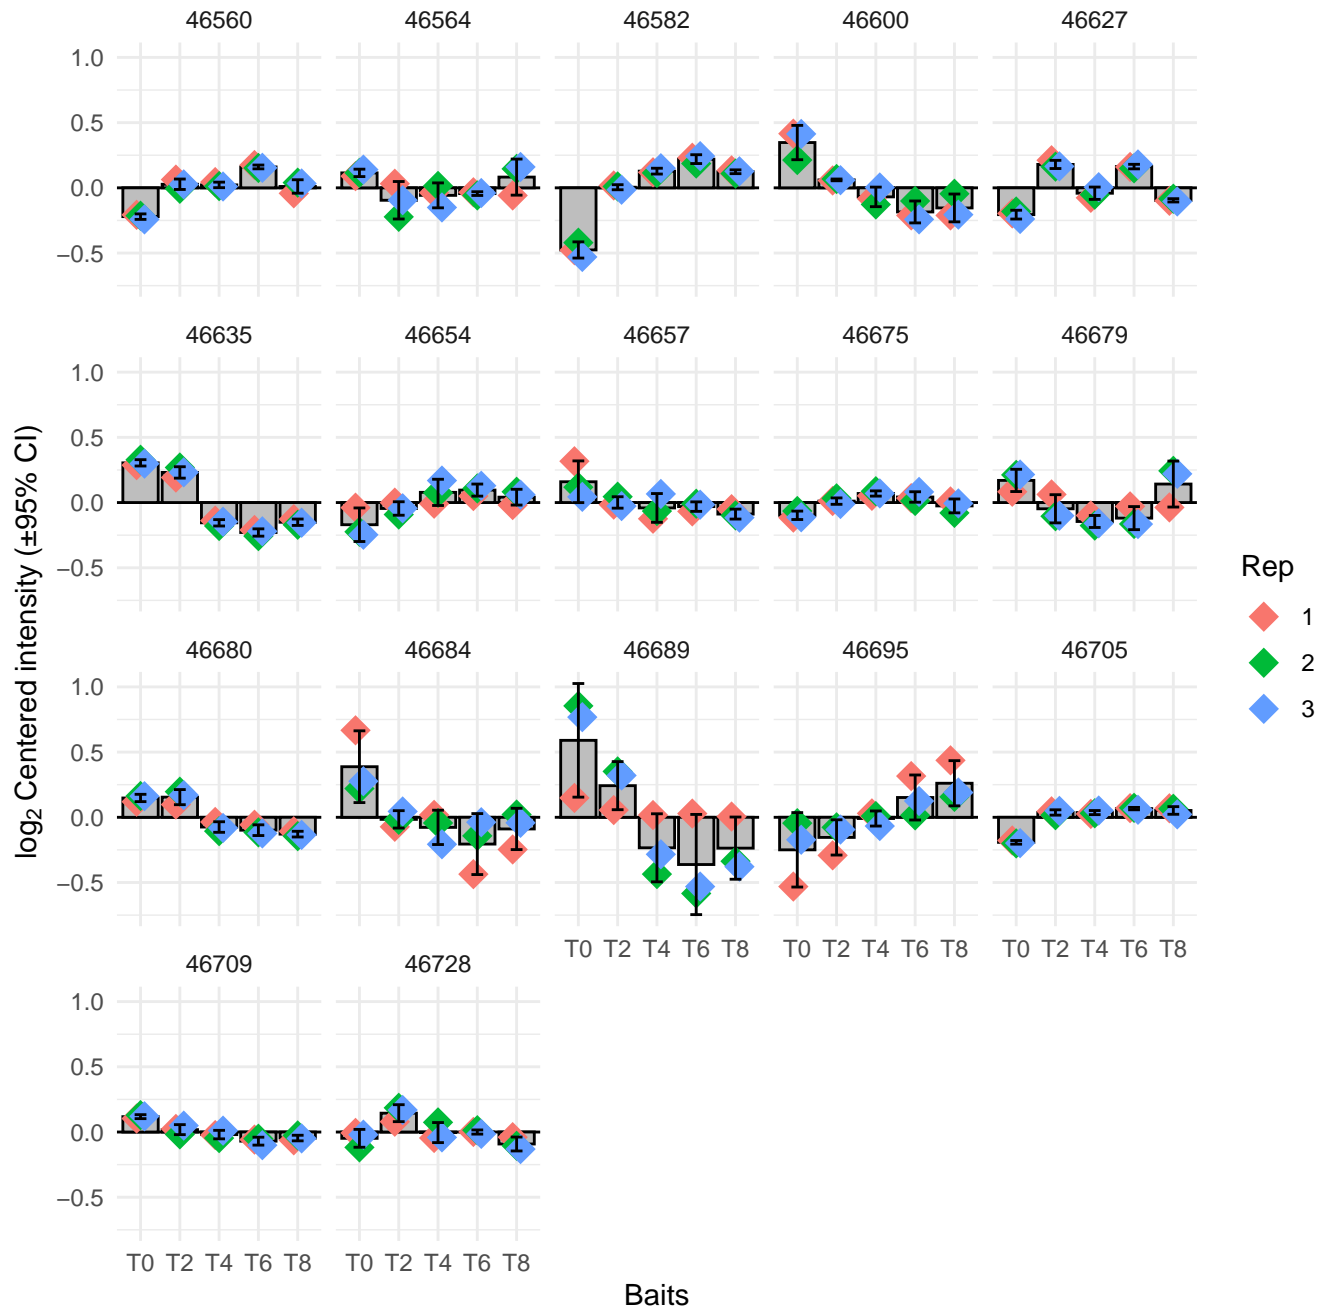 46560 46564 46582 46600 46627
1.0
0.5
0.0
−0.5
46635 46654 46657 46675 46679
1.0
0.5
0.0
−0.5
46680 46684 46689 46695 46705
1.0
0.5
0.0
−0.5
T0 T2 T4 T6 T8 T0 T2 T4 T6 T8 T0 T2 T4 T6 T8
46709 46728
1.0
0.5
0.0
−0.5
T0 T2 T4 T6 T8 T0 T2 T4 T6 T8
Baits
log₂ Centered intensity (±95% CI)
Rep
1
2
3